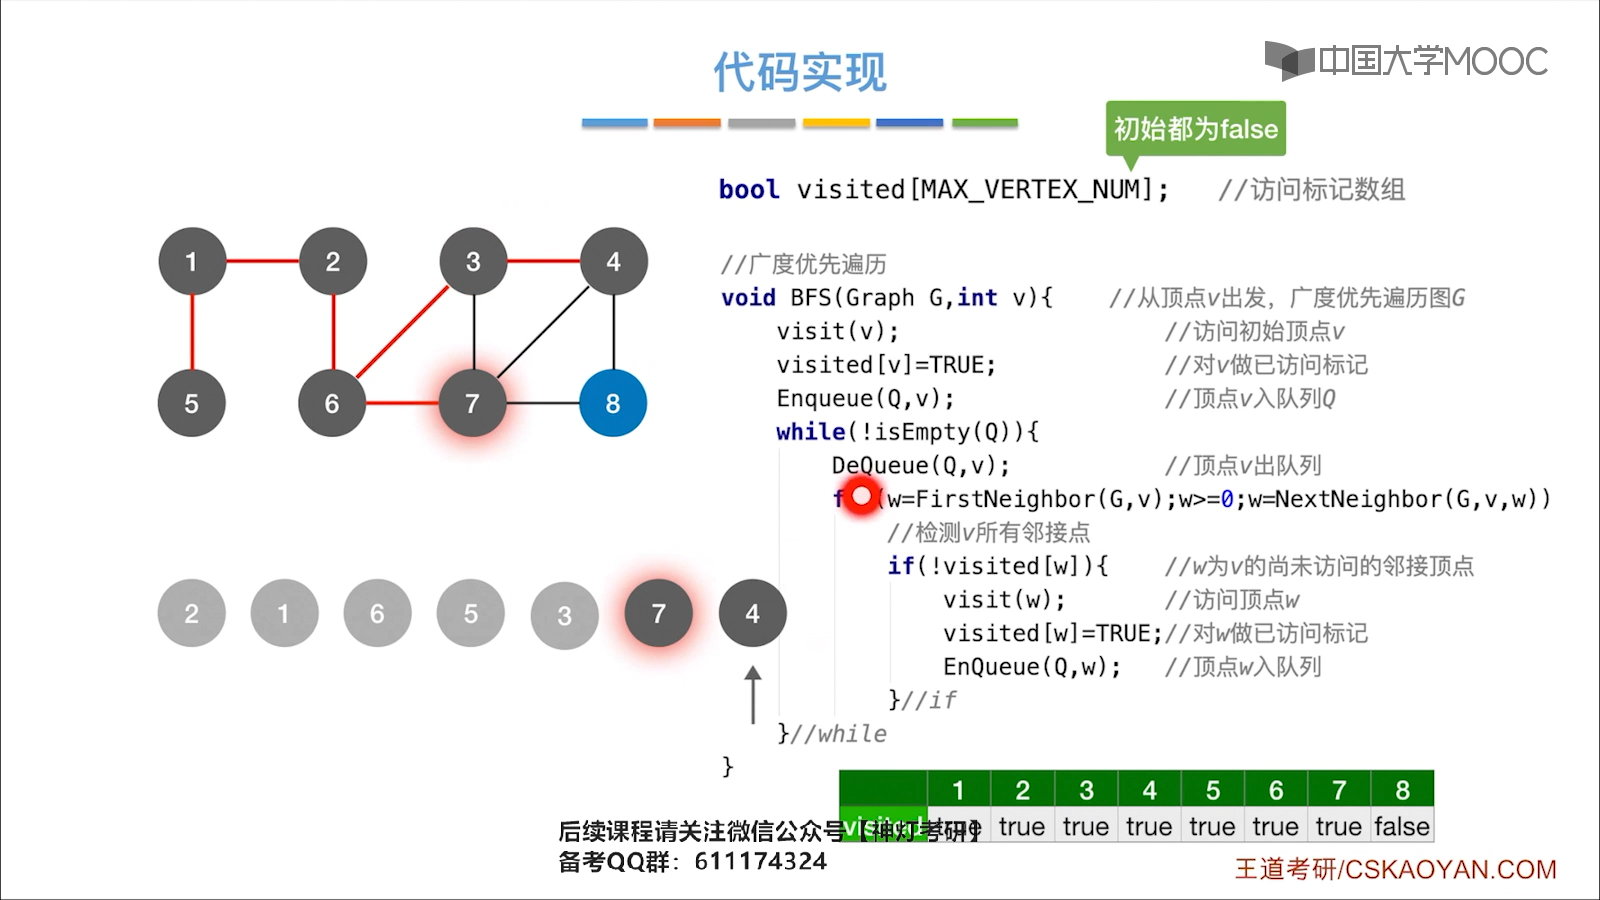 代码实现
中国大学MOOC
初始都为false
bool visited[MAX_VERTEX_NUM]; //访问标记数组
//广度优先遍历
void BFS(Graph G,int v){ //从顶点v出发，广度优先遍历图G
visit(v); //访问初始顶点v
visited[v]=TRUE; //对v做已访问标记
Enqueue(Q,v); //顶点v入队列Q
while(!isEmpty(Q)){
DeQueue(Q,v); //顶点v出队列
(w=FirstNeighbor(G,v);w>=0;w=NextNeighbor(G,v,w))
//检测v所有邻接点
if(!visited[w]){ //w为v的尚未访问的邻接顶点
visit(w); //访问顶点w
visited[w]=TRUE;//对w做已访问标记
EnQueue(Q,w); //顶点w入队列
}//if
}//while
}
1 2 3 4
5 6 7 8
2 1 6 5 3 7 4
1 2 3 4 5 6 7 8
visited true true true true true true true false
后续课程请关注微信公众号【神灯考研】
备考QQ群：611174324
王道考研/CSKAOYAN.COM